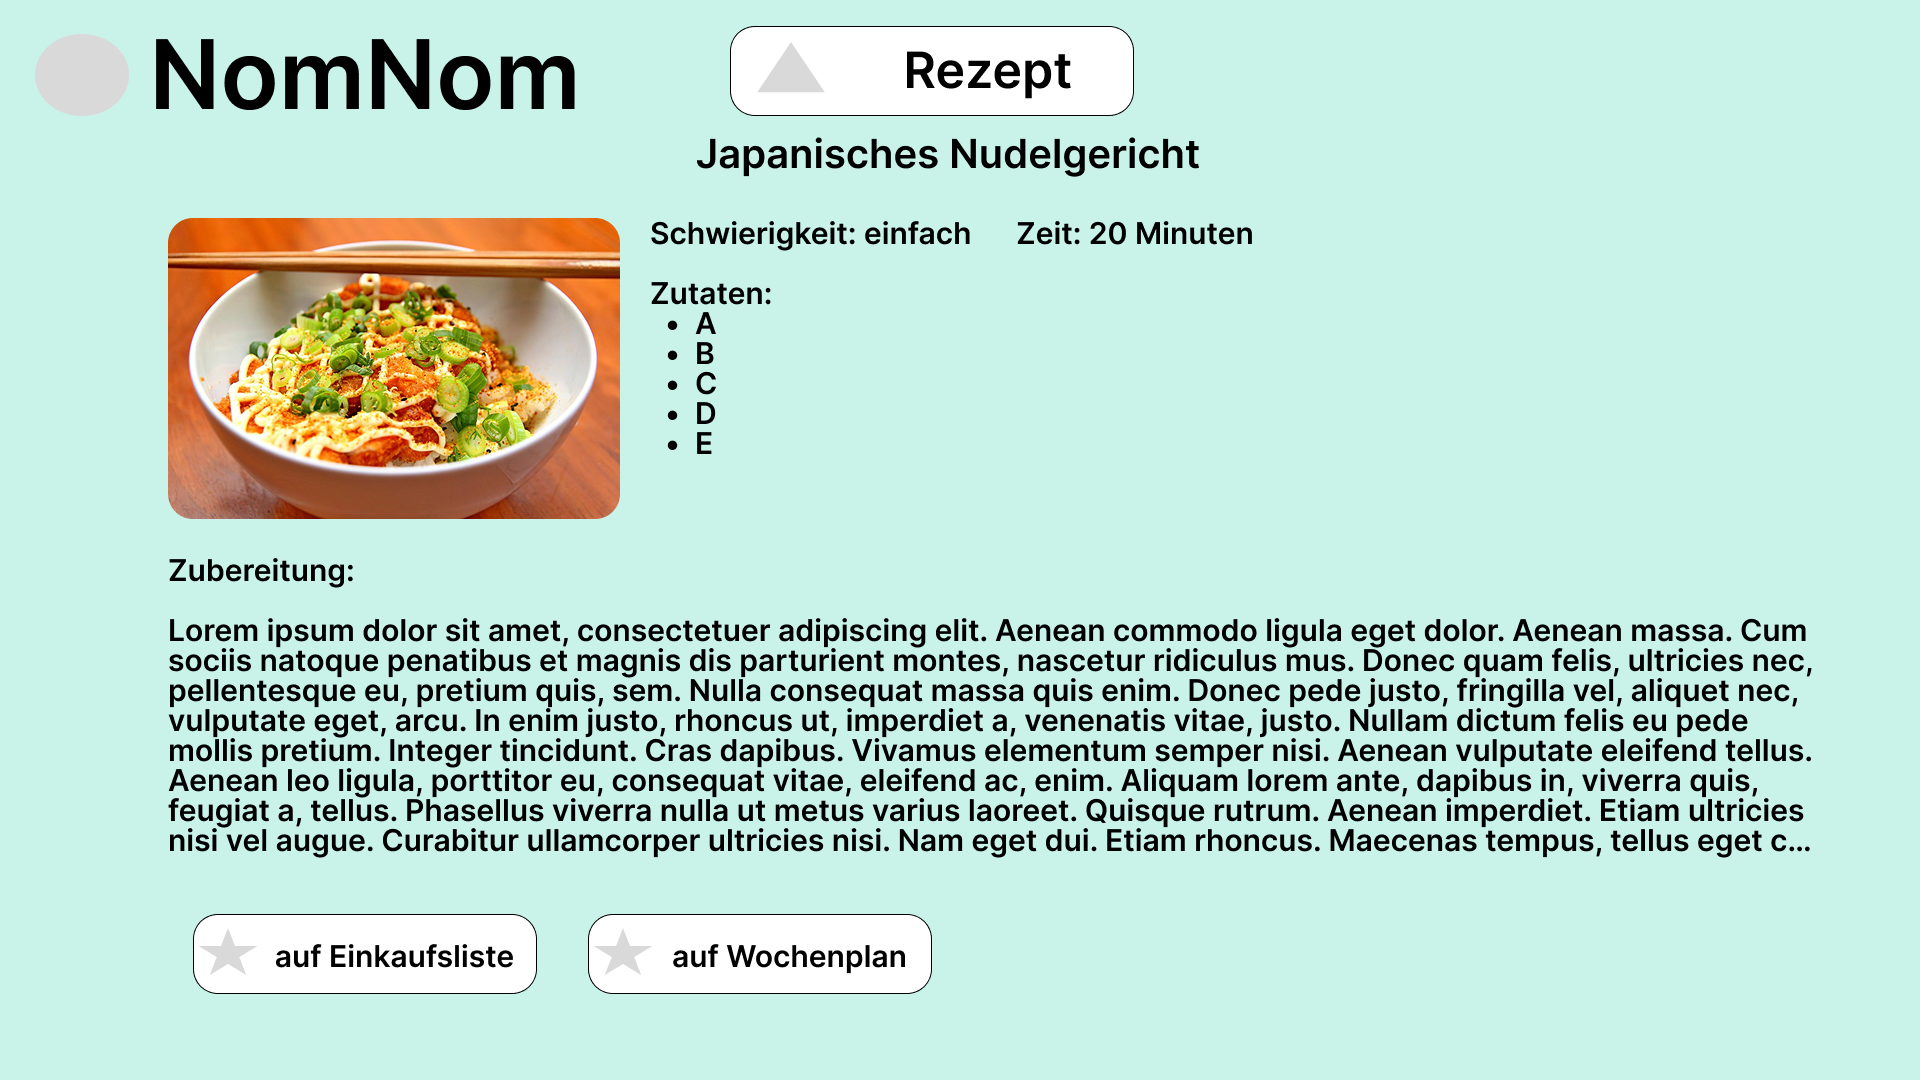 NomNom
Rezept
Japanisches Nudelgericht
Schwierigkeit: einfach Zeit: 20 Minuten
Zutaten:
• A
• B
• C
• D
• E
Zubereitung:
Lorem ipsum dolor sit amet, consectetuer adipiscing elit. Aenean commodo ligula eget dolor. Aenean massa. Cum
sociis natoque penatibus et magnis dis parturient montes, nascetur ridiculus mus. Donec quam felis, ultricies nec,
pellentesque eu, pretium quis, sem. Nulla consequat massa quis enim. Donec pede justo, fringilla vel, aliquet nec,
vulputate eget, arcu. In enim justo, rhoncus ut, imperdiet a, venenatis vitae, justo. Nullam dictum felis eu pede
mollis pretium. Integer tincidunt. Cras dapibus. Vivamus elementum semper nisi. Aenean vulputate eleifend tellus.
Aenean leo ligula, porttitor eu, consequat vitae, eleifend ac, enim. Aliquam lorem ante, dapibus in, viverra quis,
feugiat a, tellus. Phasellus viverra nulla ut metus varius laoreet. Quisque rutrum. Aenean imperdiet. Etiam ultricies
nisi vel augue. Curabitur ullamcorper ultricies nisi. Nam eget dui. Etiam rhoncus. Maecenas tempus, tellus eget c...
auf Einkaufsliste
auf Wochenplan